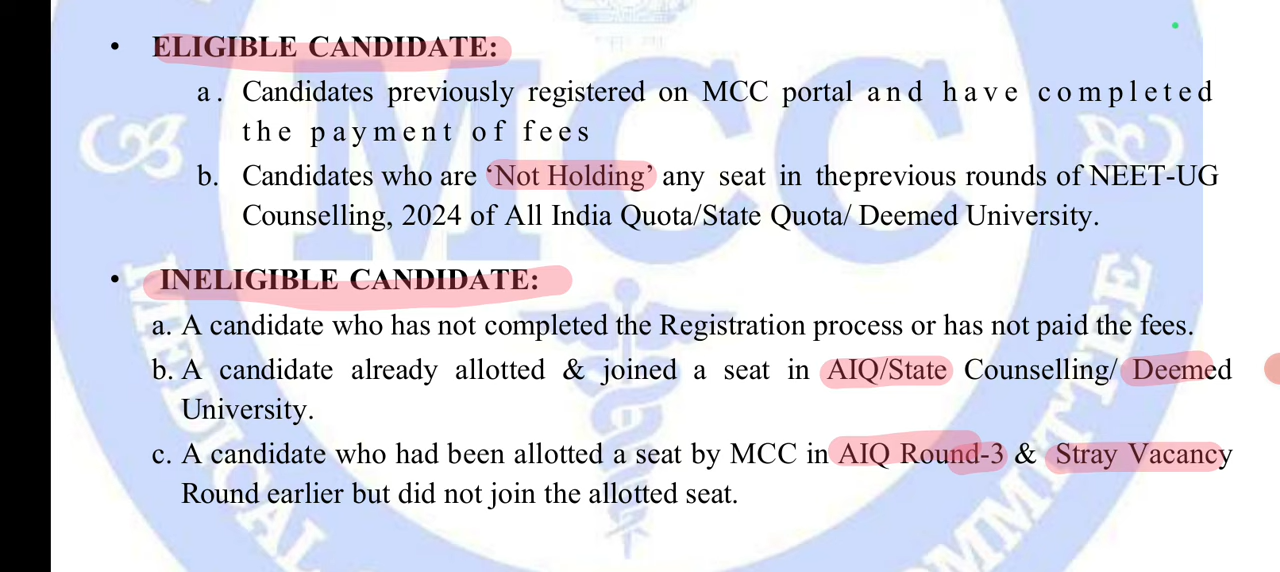 • ELIGIBLE CANDIDATE:
a. Candidates previously registered on MCC portal and have completed
the payment of fees
b. Candidates who are ‘Not Holding’ any seat in theprevious rounds of NEET-UG
Counselling, 2024 of All India Quota/State Quota/ Deemed University.
• INELIGIBLE CANDIDATE:
a. A candidate who has not completed the Registration process or has not paid the fees.
b. A candidate already allotted & joined a seat in AIQ/State Counselling/ Deemed
University.
c. A candidate who had been allotted a seat by MCC in AIQ Round-3 & Stray Vacancy
Round earlier but did not join the allotted seat.
MCC
MEDICAL
COMMITTEE